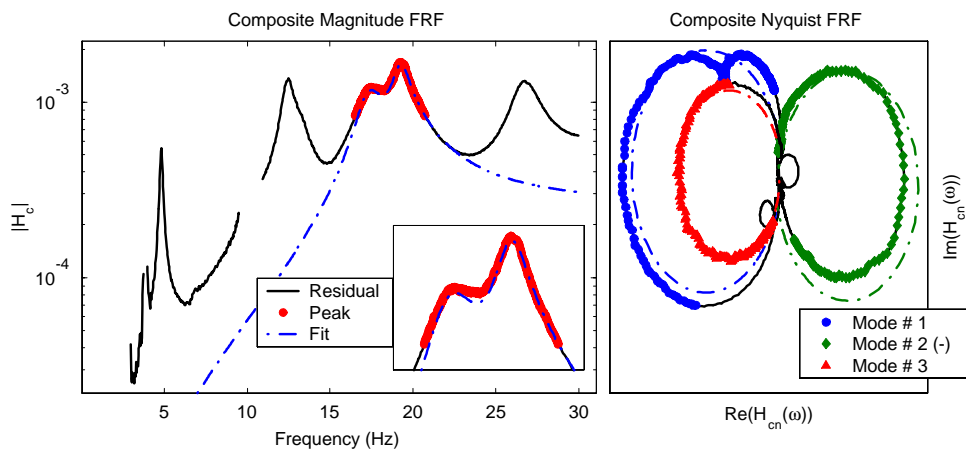 Composite Magnitude FRF
10^-3
10^-4
|H_c|
Residual
Peak
Fit
5
10
15
20
25
30
Frequency (Hz)
Composite Nyquist FRF
Im(H_cn(ω))
Mode # 1
Mode # 2 (-)
Mode # 3
Re(H_cn(ω))